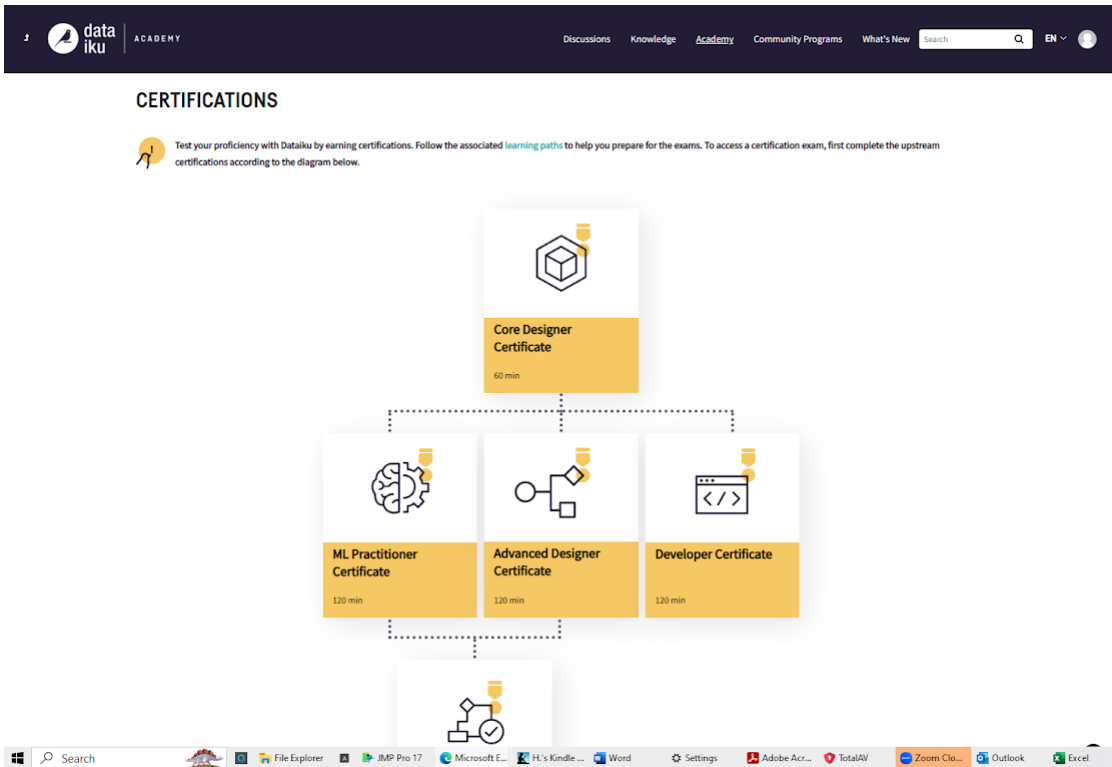 data
iku
ACADEMY
Discussions Knowledge Academy Community Programs What's New Search EN
CERTIFICATIONS
Test your proficiency with Dataiku by earning certifications. Follow the associated learning paths to help you prepare for the exams. To access a certification exam, first complete the upstream
certifications according to the diagram below.
Core Designer
Certificate
60 min
ML Practitioner
Certificate
120 min
Advanced Designer
Certificate
120 min
Developer Certificate
120 min
Search File Explorer JMP Pro 17 Microsoft E... H.'s Kindle ... Word Settings Adobe Acr... TotalAV Zoom Clo... Outlook Excel